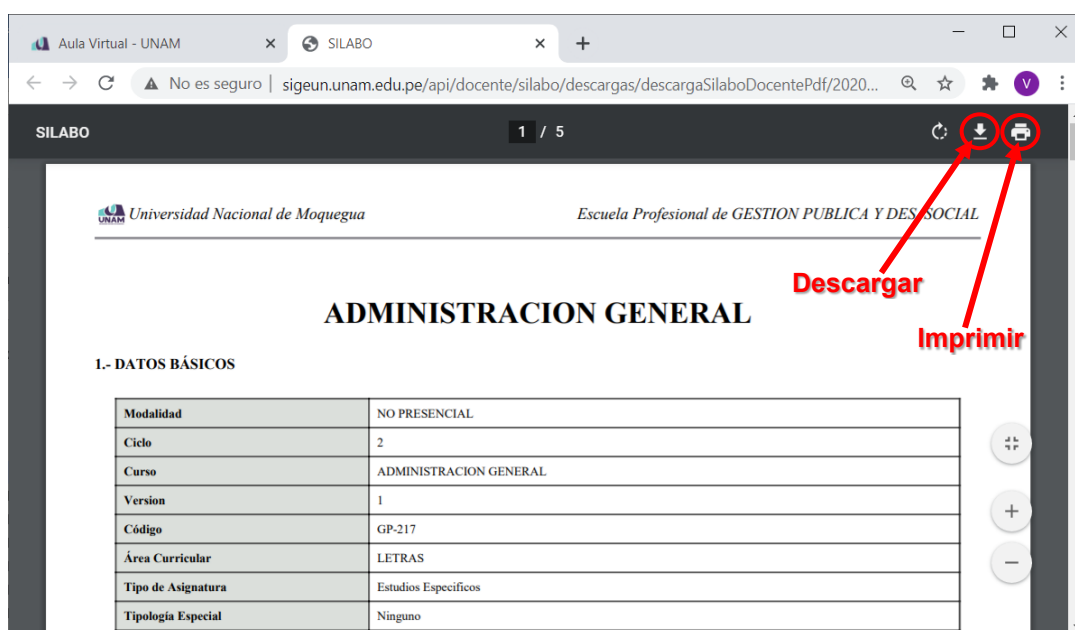 Aula Virtual - UNAM
SILABO
No es seguro | sigeun.unam.edu.pe/api/docente/silabo/descargas/descargaSilaboDocentePdf/2020...
V
SILABO
1 / 5
UNAM Universidad Nacional de Moquegua
Escuela Profesional de GESTION PUBLICA Y DES. SOCIAL
Descargar
ADMINISTRACION GENERAL
Imprimir
1.- DATOS BÁSICOS
Modalidad NO PRESENCIAL
Ciclo 2
Curso ADMINISTRACION GENERAL
Version 1
Código GP-217
Área Curricular LETRAS
Tipo de Asignatura Estudios Especificos
Tipología Especial Ninguno